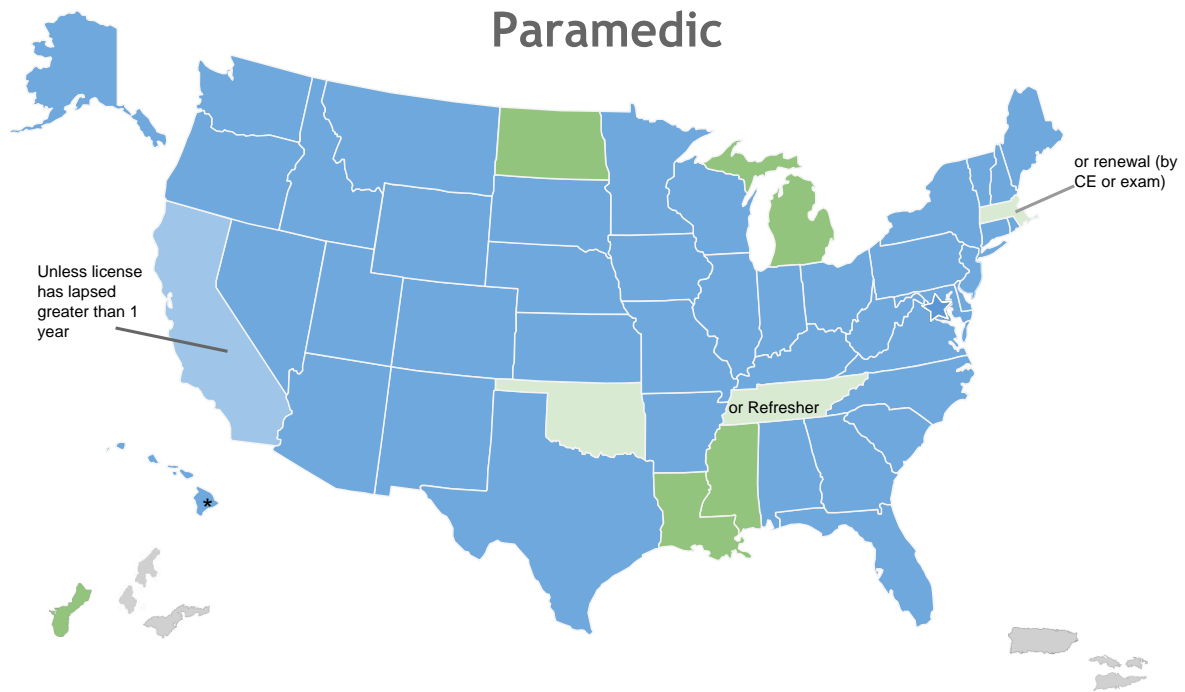 Paramedic
or renewal (by
CE or exam)
Unless license
has lapsed
greater than 1
year
or Refresher
*